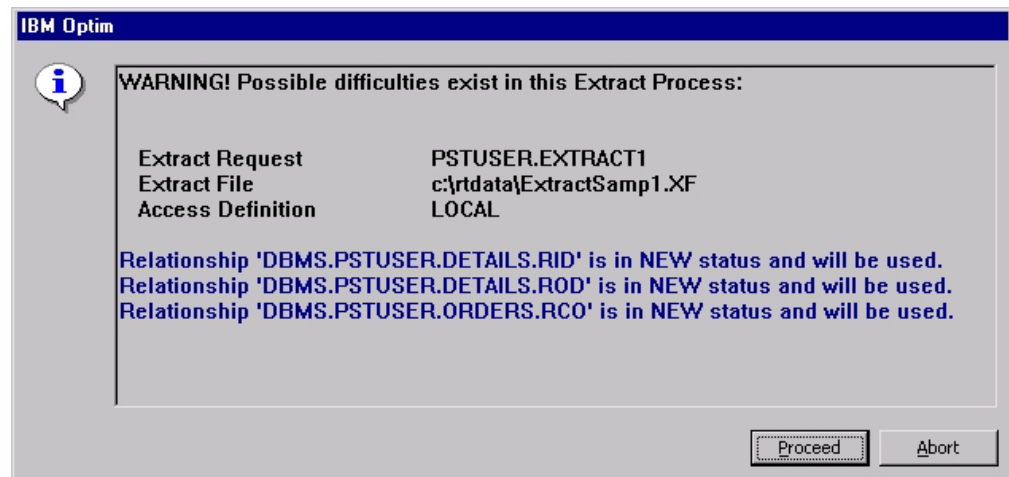 IBM Optim
WARNING! Possible difficulties exist in this Extract Process:
Extract Request PSTUSER.EXTRACT1
Extract File c:\rtdata\ExtractSamp1.XF
Access Definition LOCAL
Relationship 'DBMS.PSTUSER.DETAILS.RID' is in NEW status and will be used.
Relationship 'DBMS.PSTUSER.DETAILS.ROD' is in NEW status and will be used.
Relationship 'DBMS.PSTUSER.ORDERS.RCO' is in NEW status and will be used.
Proceed Abort